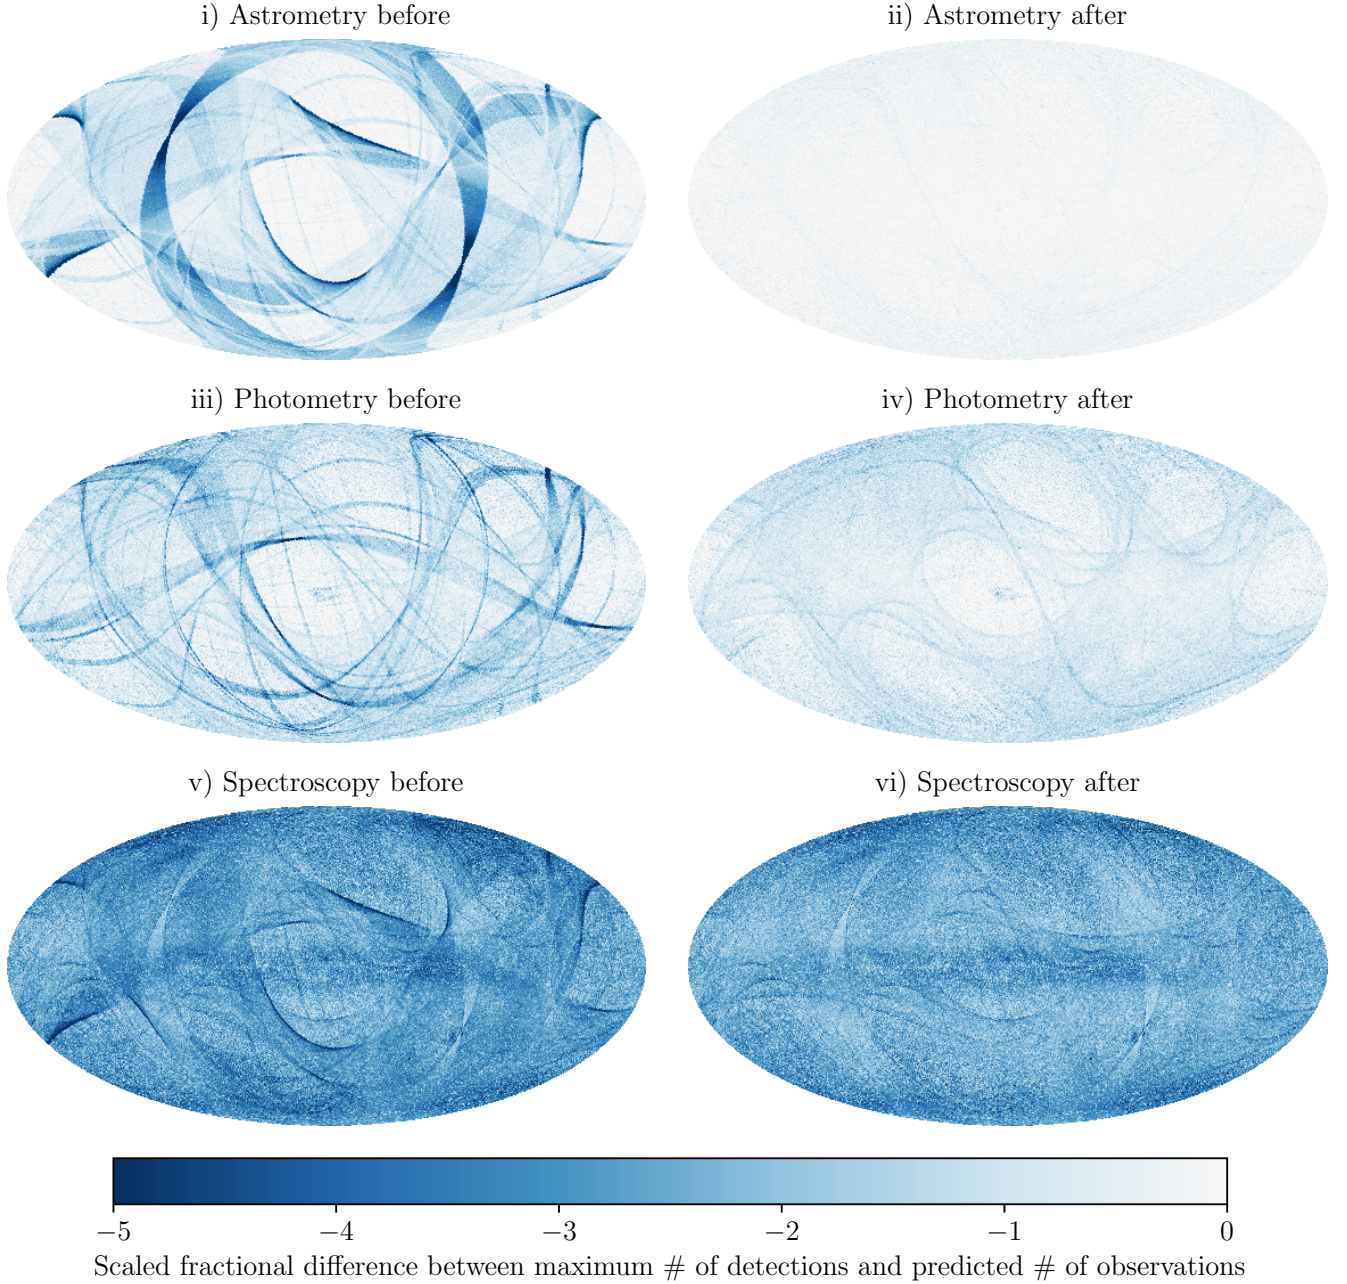 i) Astrometry before
ii) Astrometry after
iii) Photometry before
iv) Photometry after
v) Spectroscopy before
vi) Spectroscopy after
−5 −4 −3 −2 −1 0
Scaled fractional difference between maximum # of detections and predicted # of observations